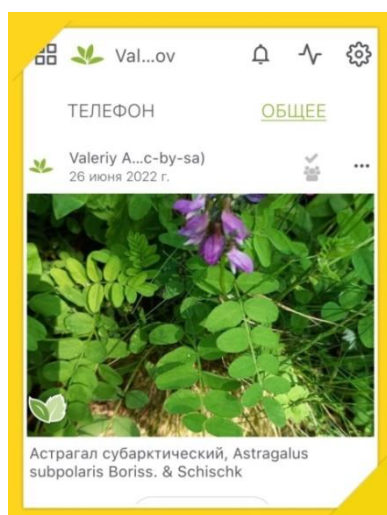 Val...ov
ТЕЛЕФОН ОБЩЕЕ
Valeriy A...c-by-sa)
26 июня 2022 г.
Астрагал субарктический, Astragalus
subpolaris Boriss. & Schischk